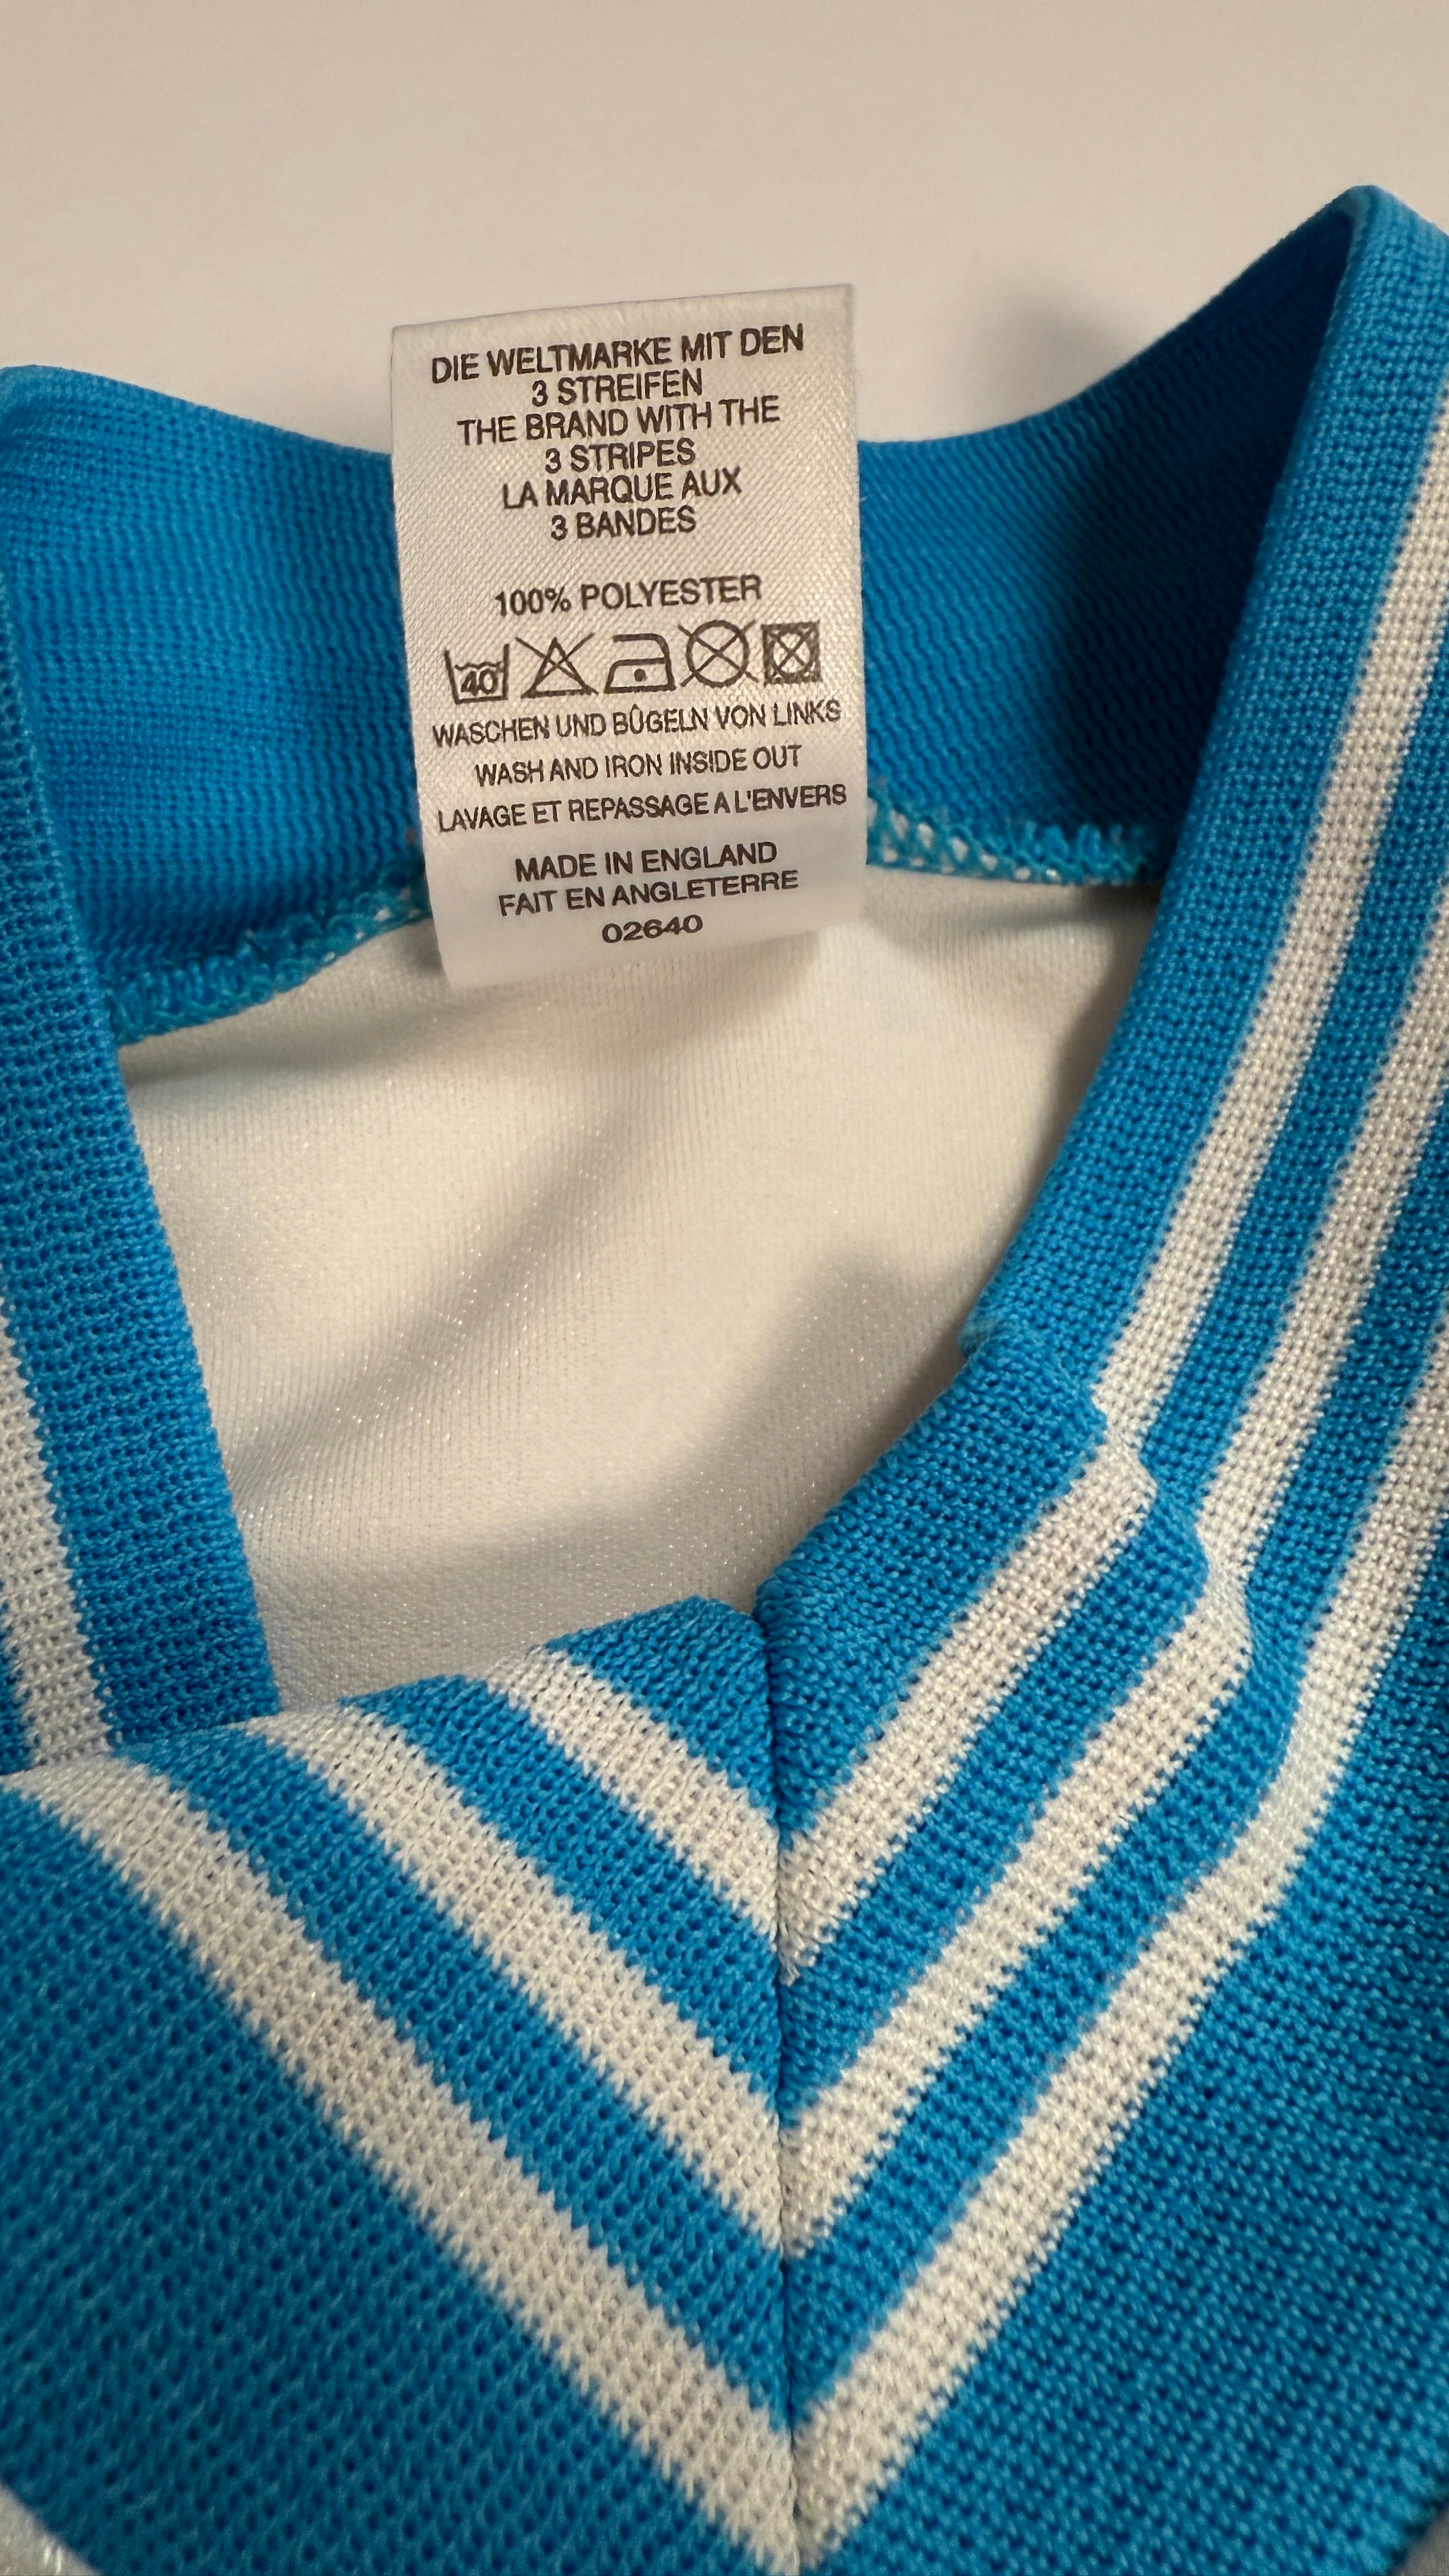 DIE WELTMARKE MIT DEN
3 STREIFEN
THE BRAND WITH THE
3 STRIPES
LA MARQUE AUX
3 BANDES
100% POLYESTER
40
WASCHEN UND BÛGELN VON LINKS
WASH AND IRON INSIDE OUT
LAVAGE ET REPASSAGE A L'ENVERS
MADE IN ENGLAND
FAIT EN ANGLETERRE
02640